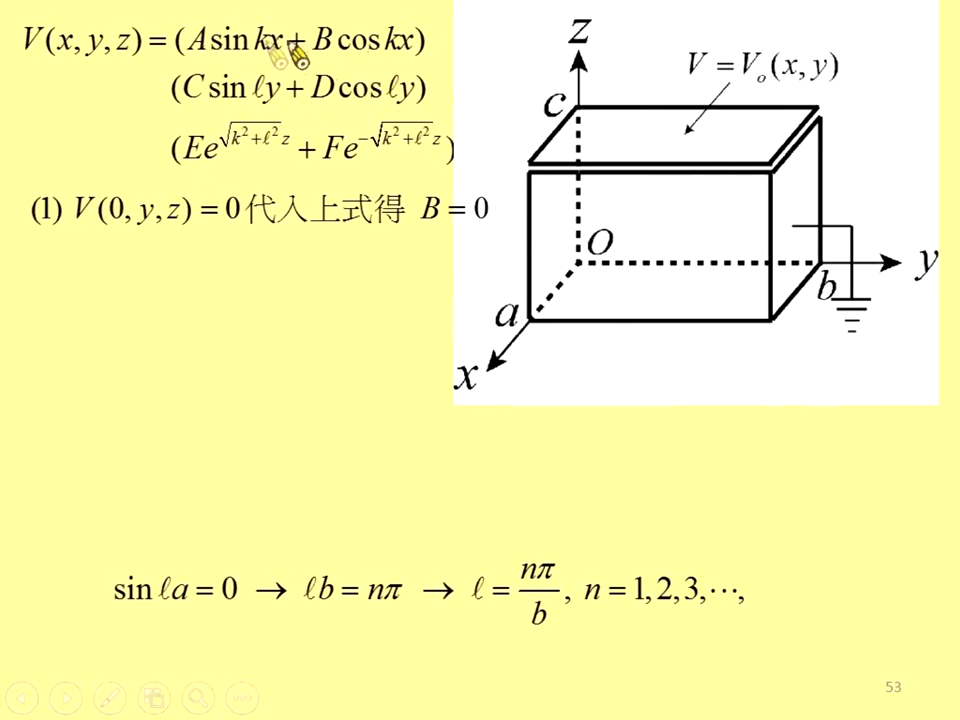 V(x, y, z) = (A sin kx + B cos kx)
(C sin ℓy + D cos ℓy)
(Ee^{√(k²+ℓ²) z} + Fe^{−√(k²+ℓ²) z})
(1) V(0, y, z) = 0 代入上式得 B = 0
z
V = V_o(x, y)
c
O
y
b
a
x
sin ℓa = 0 → ℓb = nπ → ℓ = nπ/b, n = 1, 2, 3, ⋯,
53